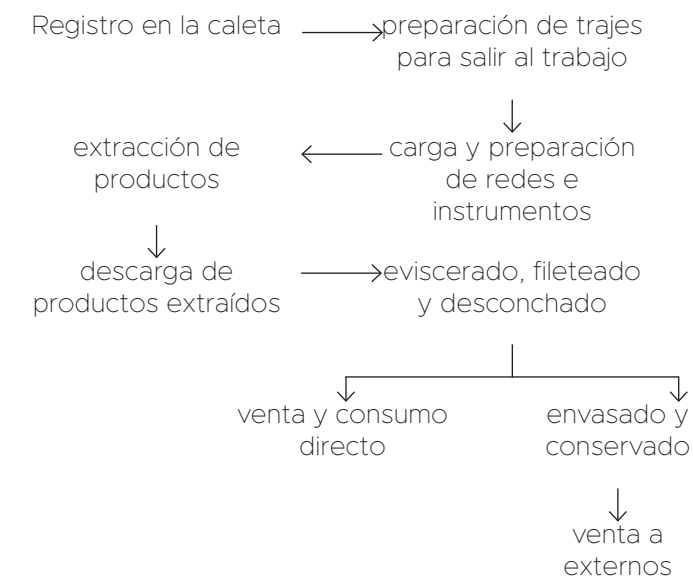 Registro en la caleta
preparación de trajes
para salir al trabajo
carga y preparación
de redes e
instrumentos
extracción de
productos
descarga de
productos extraídos
eviscerado, fileteado
y desconchado
venta y consumo
directo
envasado y
conservado
venta a
externos